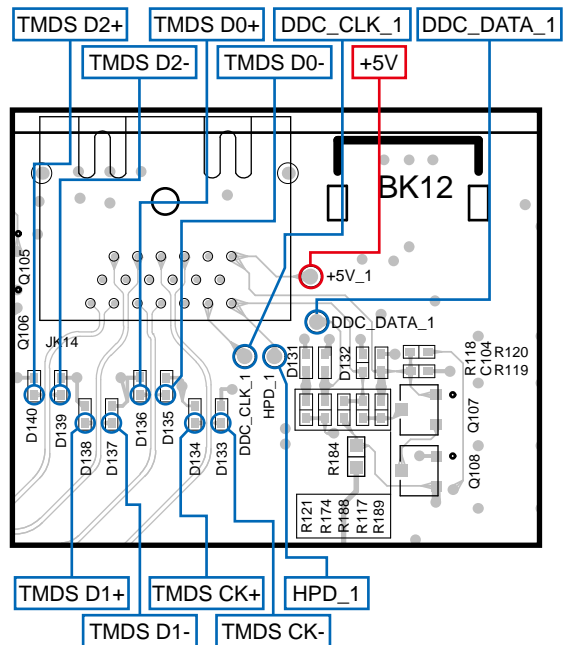 TMDS D2+
TMDS D0+
DDC_CLK_1
DDC_DATA_1
TMDS D2-
TMDS D0-
+5V
BK12
Q105
+5V_1
Q106
DDC_DATA_1
JK14
D131
D132
R118
C104
R120
R119
D140
D139
D138
D137
D136
D135
D134
D133
DDC_CLK_1
HPD_1
Q107
R184
Q108
R121
R174
R188
R117
R189
TMDS D1+
TMDS CK+
HPD_1
TMDS D1-
TMDS CK-